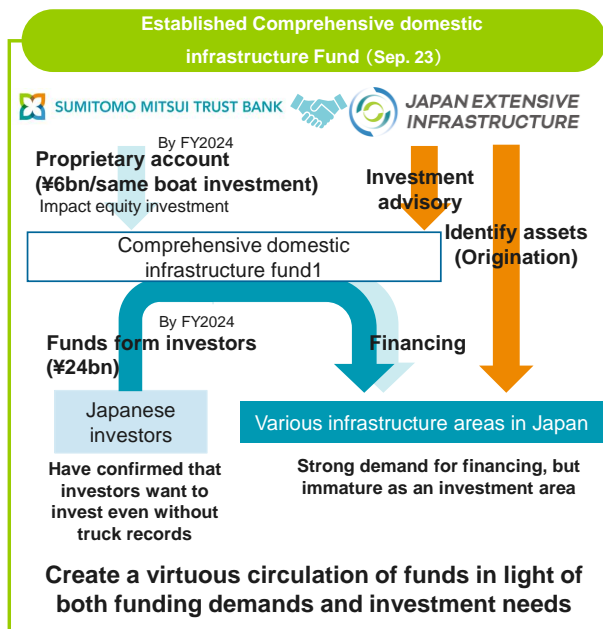 Established Comprehensive domestic
infrastructure Fund (Sep. 23)
SUMITOMO MITSUI TRUST BANK
JAPAN EXTENSIVE
INFRASTRUCTURE
By FY2024
Proprietary account
(¥6bn/same boat investment)
Impact equity investment
Investment
advisory
Identify assets
(Origination)
Comprehensive domestic
infrastructure fund1
By FY2024
Funds form investors
(¥24bn)
Financing
Japanese
investors
Various infrastructure areas in Japan
Have confirmed that
investors want to
invest even without
truck records
Strong demand for financing, but
immature as an investment area
Create a virtuous circulation of funds in light of
both funding demands and investment needs